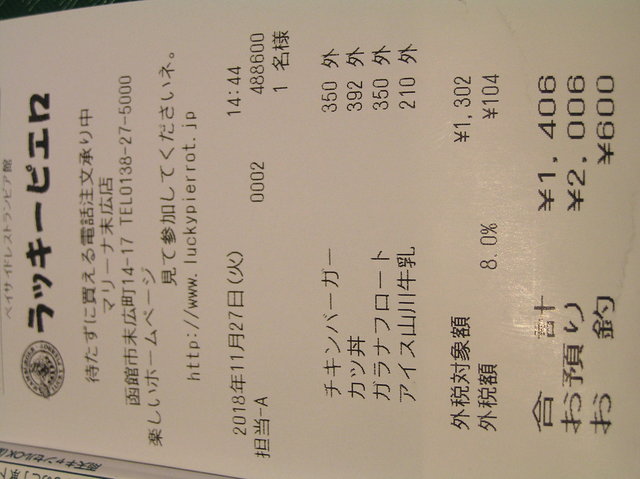 ベイサイドレストランピア館
ラッキーピエロ
待たずに買える電話注文承り中
マリーナ末広店
函館市末広町14-17 TEL0138-27-5000
楽しいホームページ
見て参加してくださいネ。
http://www.luckypierrot.jp
2018年11月27日(火) 14:44
担当-A 0002 488600
1 名様
チキンバーガー 350 外
カツ丼 392 外
ガラナフロート 350 外
アイス山川牛乳 210 外
外税対象額 ¥1,302
外税額 8.0% ¥104
合 計 ¥1,406
お預り ¥2,006
お 釣 ¥600